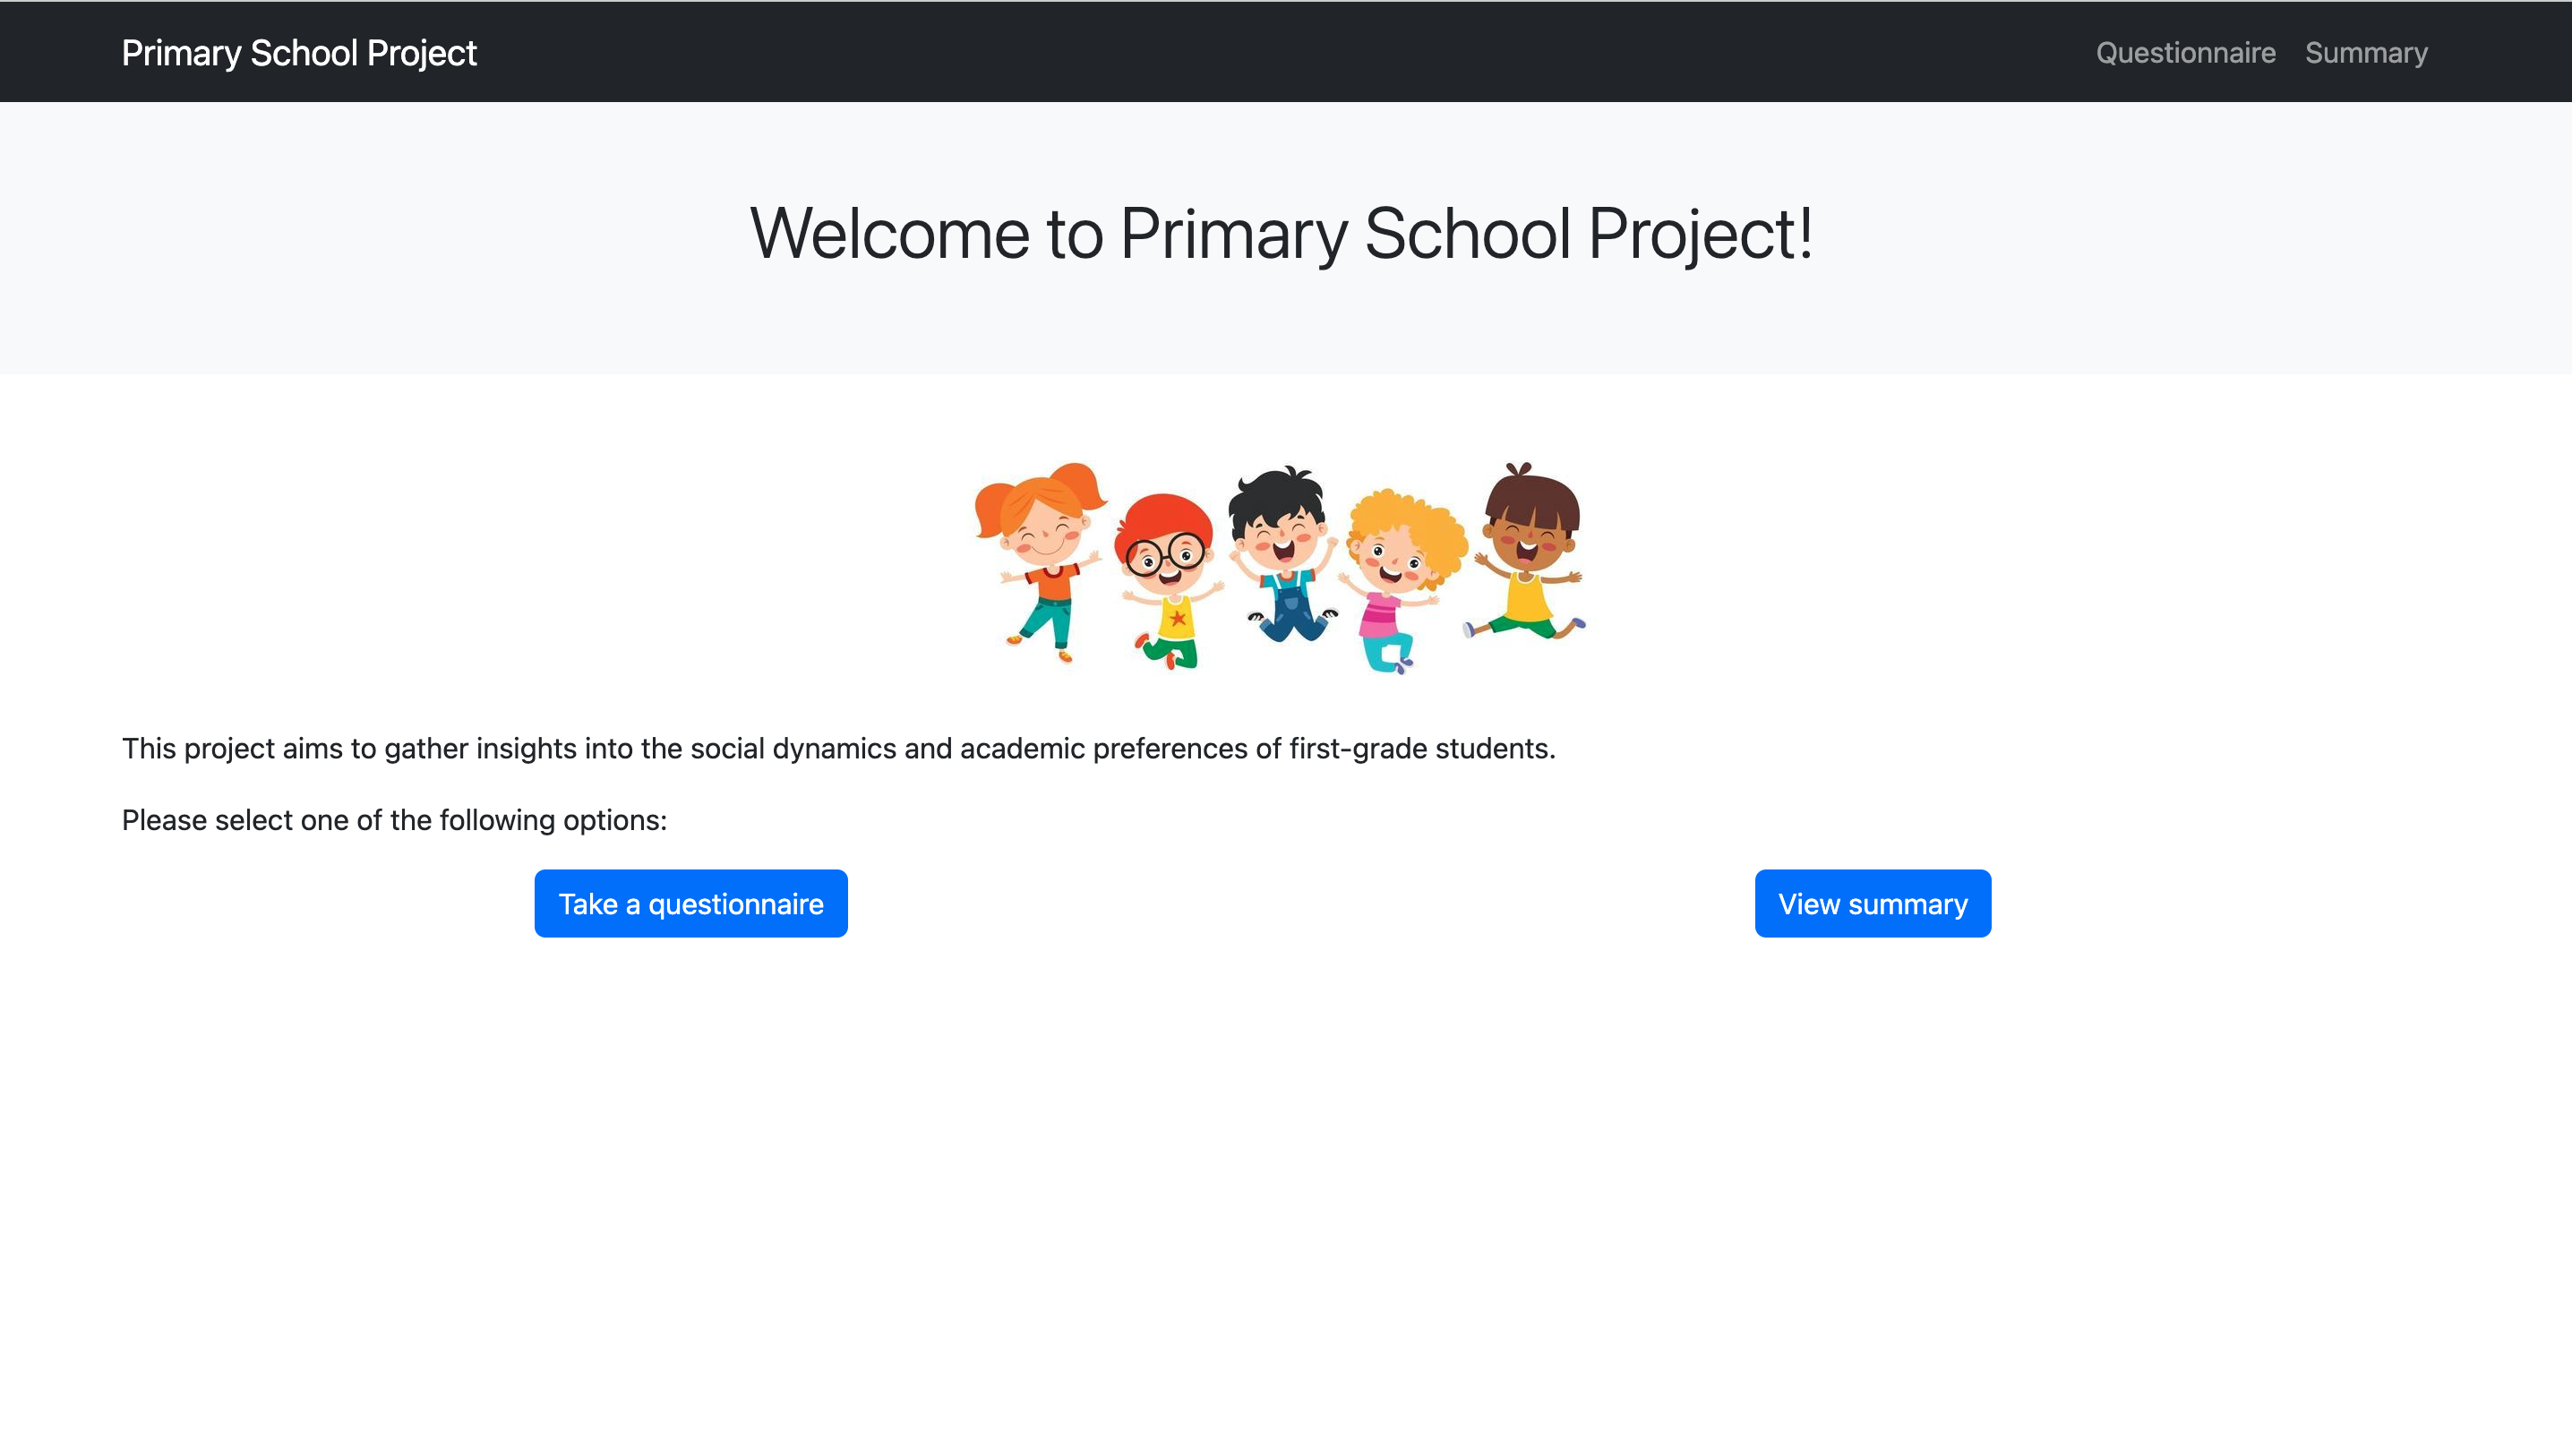 Primary School Project
Questionnaire
Summary
Welcome to Primary School Project!
This project aims to gather insights into the social dynamics and academic preferences of first-grade students.
Please select one of the following options:
Take a questionnaire
View summary